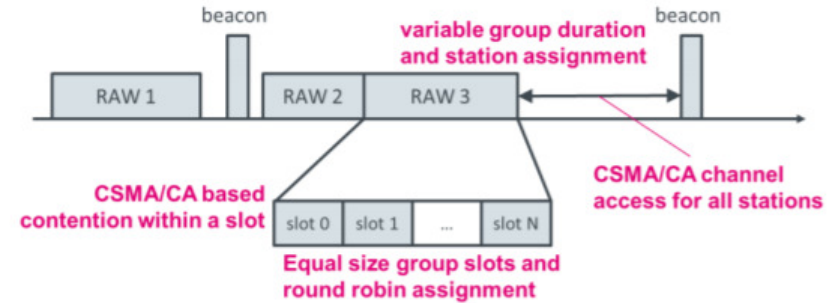 beacon
variable group duration
and station assignment
beacon
RAW 1
RAW 2
RAW 3
CSMA/CA based
contention within a slot
CSMA/CA channel
access for all stations
slot 0
slot 1
...
slot N
Equal size group slots and
round robin assignment